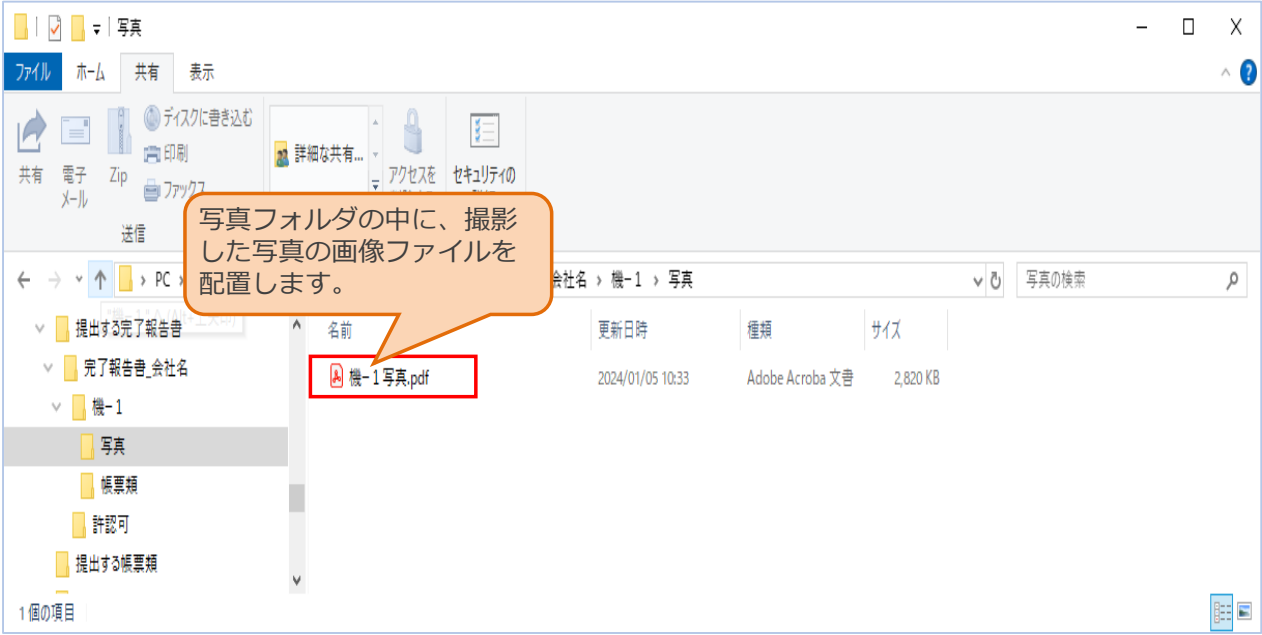 写真
ファイル ホーム 共有 表示
ディスクに書き込む
印刷
ファックス
共有 電子メール Zip
詳細な共有...
アクセスを
セキュリティの
送信
写真フォルダの中に、撮影
した写真の画像ファイルを
配置します。
PC
会社名 › 機-1 › 写真
写真の検索
提出する完了報告書
完了報告書_会社名
機-1
写真
帳票類
許認可
提出する帳票類
名前 更新日時 種類 サイズ
機-1写真.pdf 2024/01/05 10:33 Adobe Acroba 文書 2,820 KB
1 個の項目